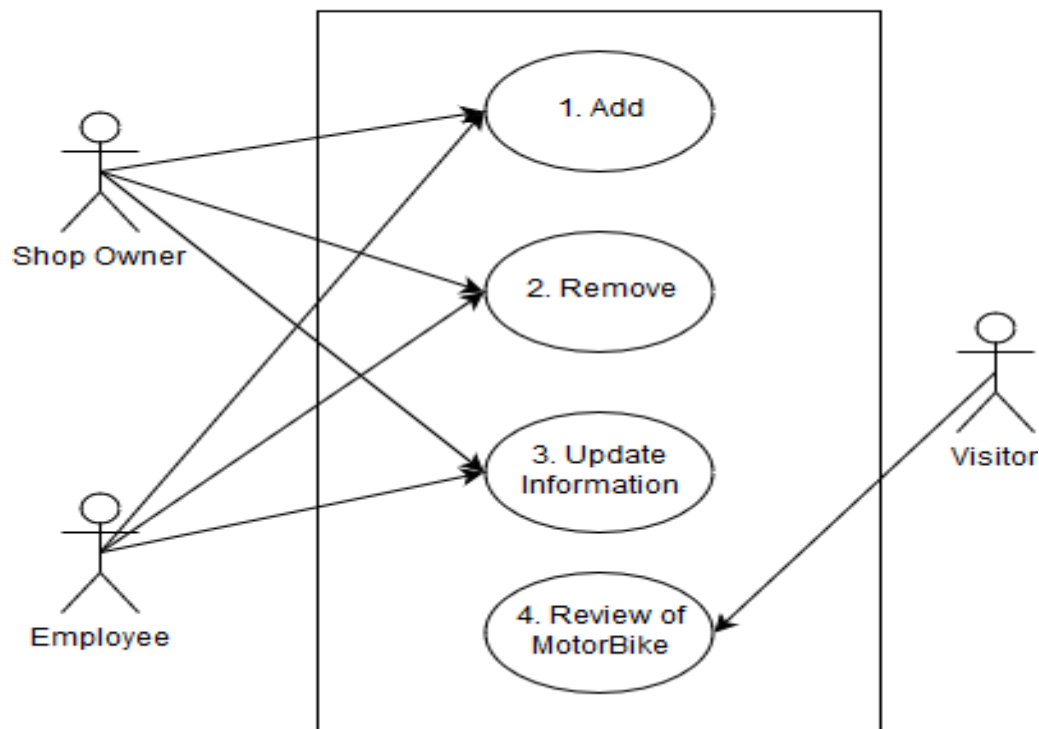 1. Add
Shop Owner
2. Remove
3. Update
Information
Visitor
Employee
4. Review of
MotorBike